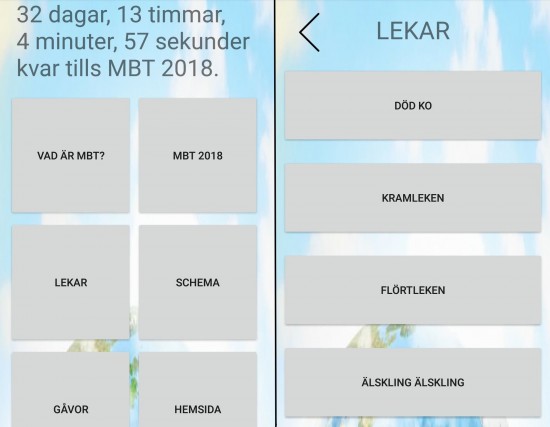 32 dagar, 13 timmar,
4 minuter, 57 sekunder
kvar tills MBT 2018.
VAD ÄR MBT?
MBT 2018
LEKAR
SCHEMA
GÅVOR
HEMSIDA
LEKAR
DÖD KO
KRAMLEKEN
FLÖRTLEKEN
ÄLSKLING ÄLSKLING